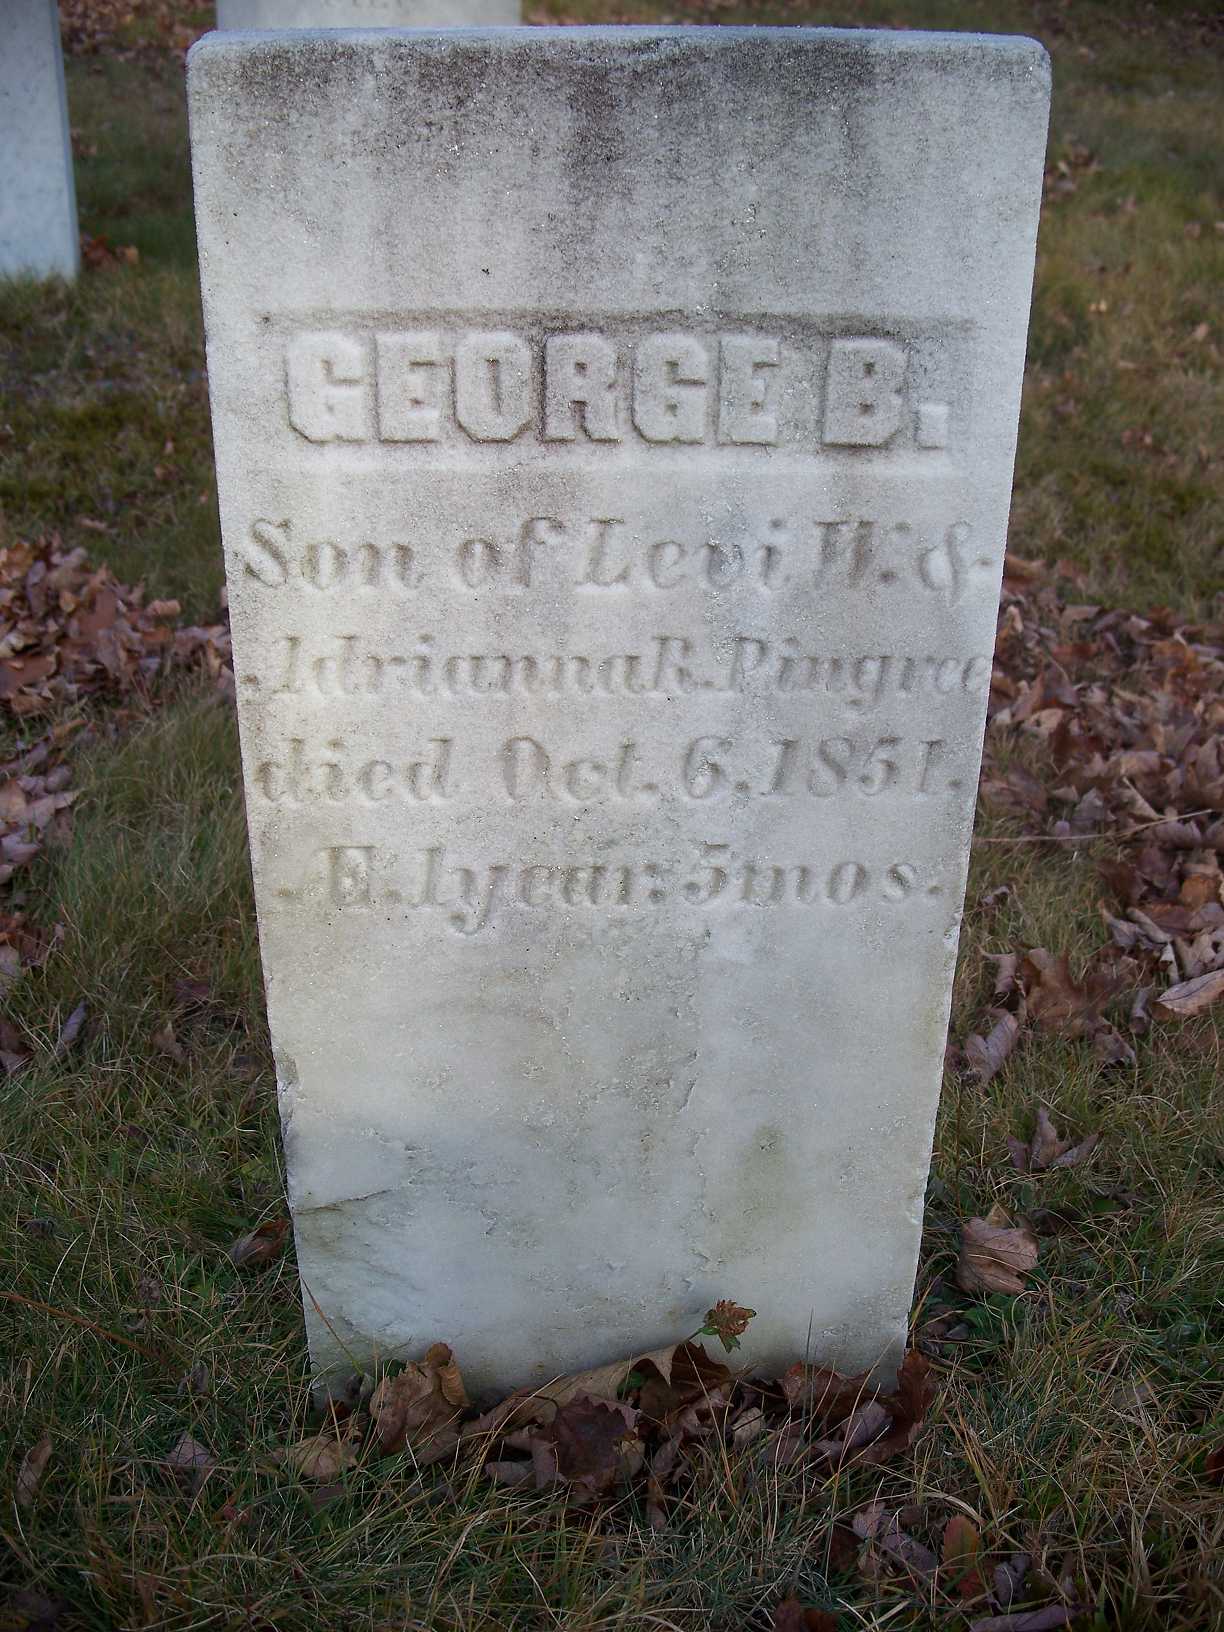 GEORGE B.
Son of Levi W. &
Adrianna R. Pingree
died Oct. 6. 1851.
Æ. 1 year. 5 mos.